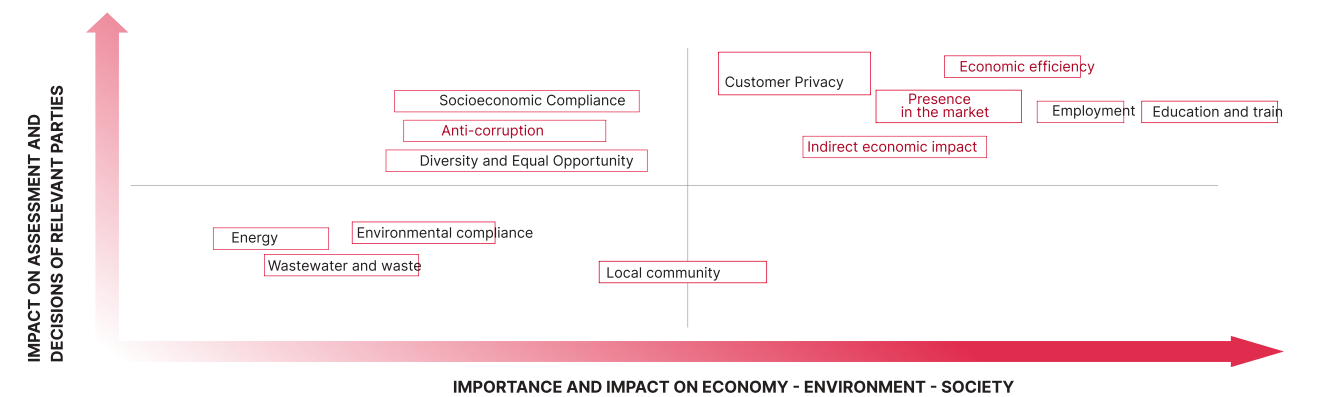 IMPACT ON ASSESSMENT AND
DECISIONS OF RELEVANT PARTIES
Customer Privacy
Economic efficiency
Socioeconomic Compliance
Presence
in the market
Employment
Education and train
Anti-corruption
Indirect economic impact
Diversity and Equal Opportunity
Energy
Environmental compliance
Wastewater and waste
Local community
IMPORTANCE AND IMPACT ON ECONOMY - ENVIRONMENT - SOCIETY